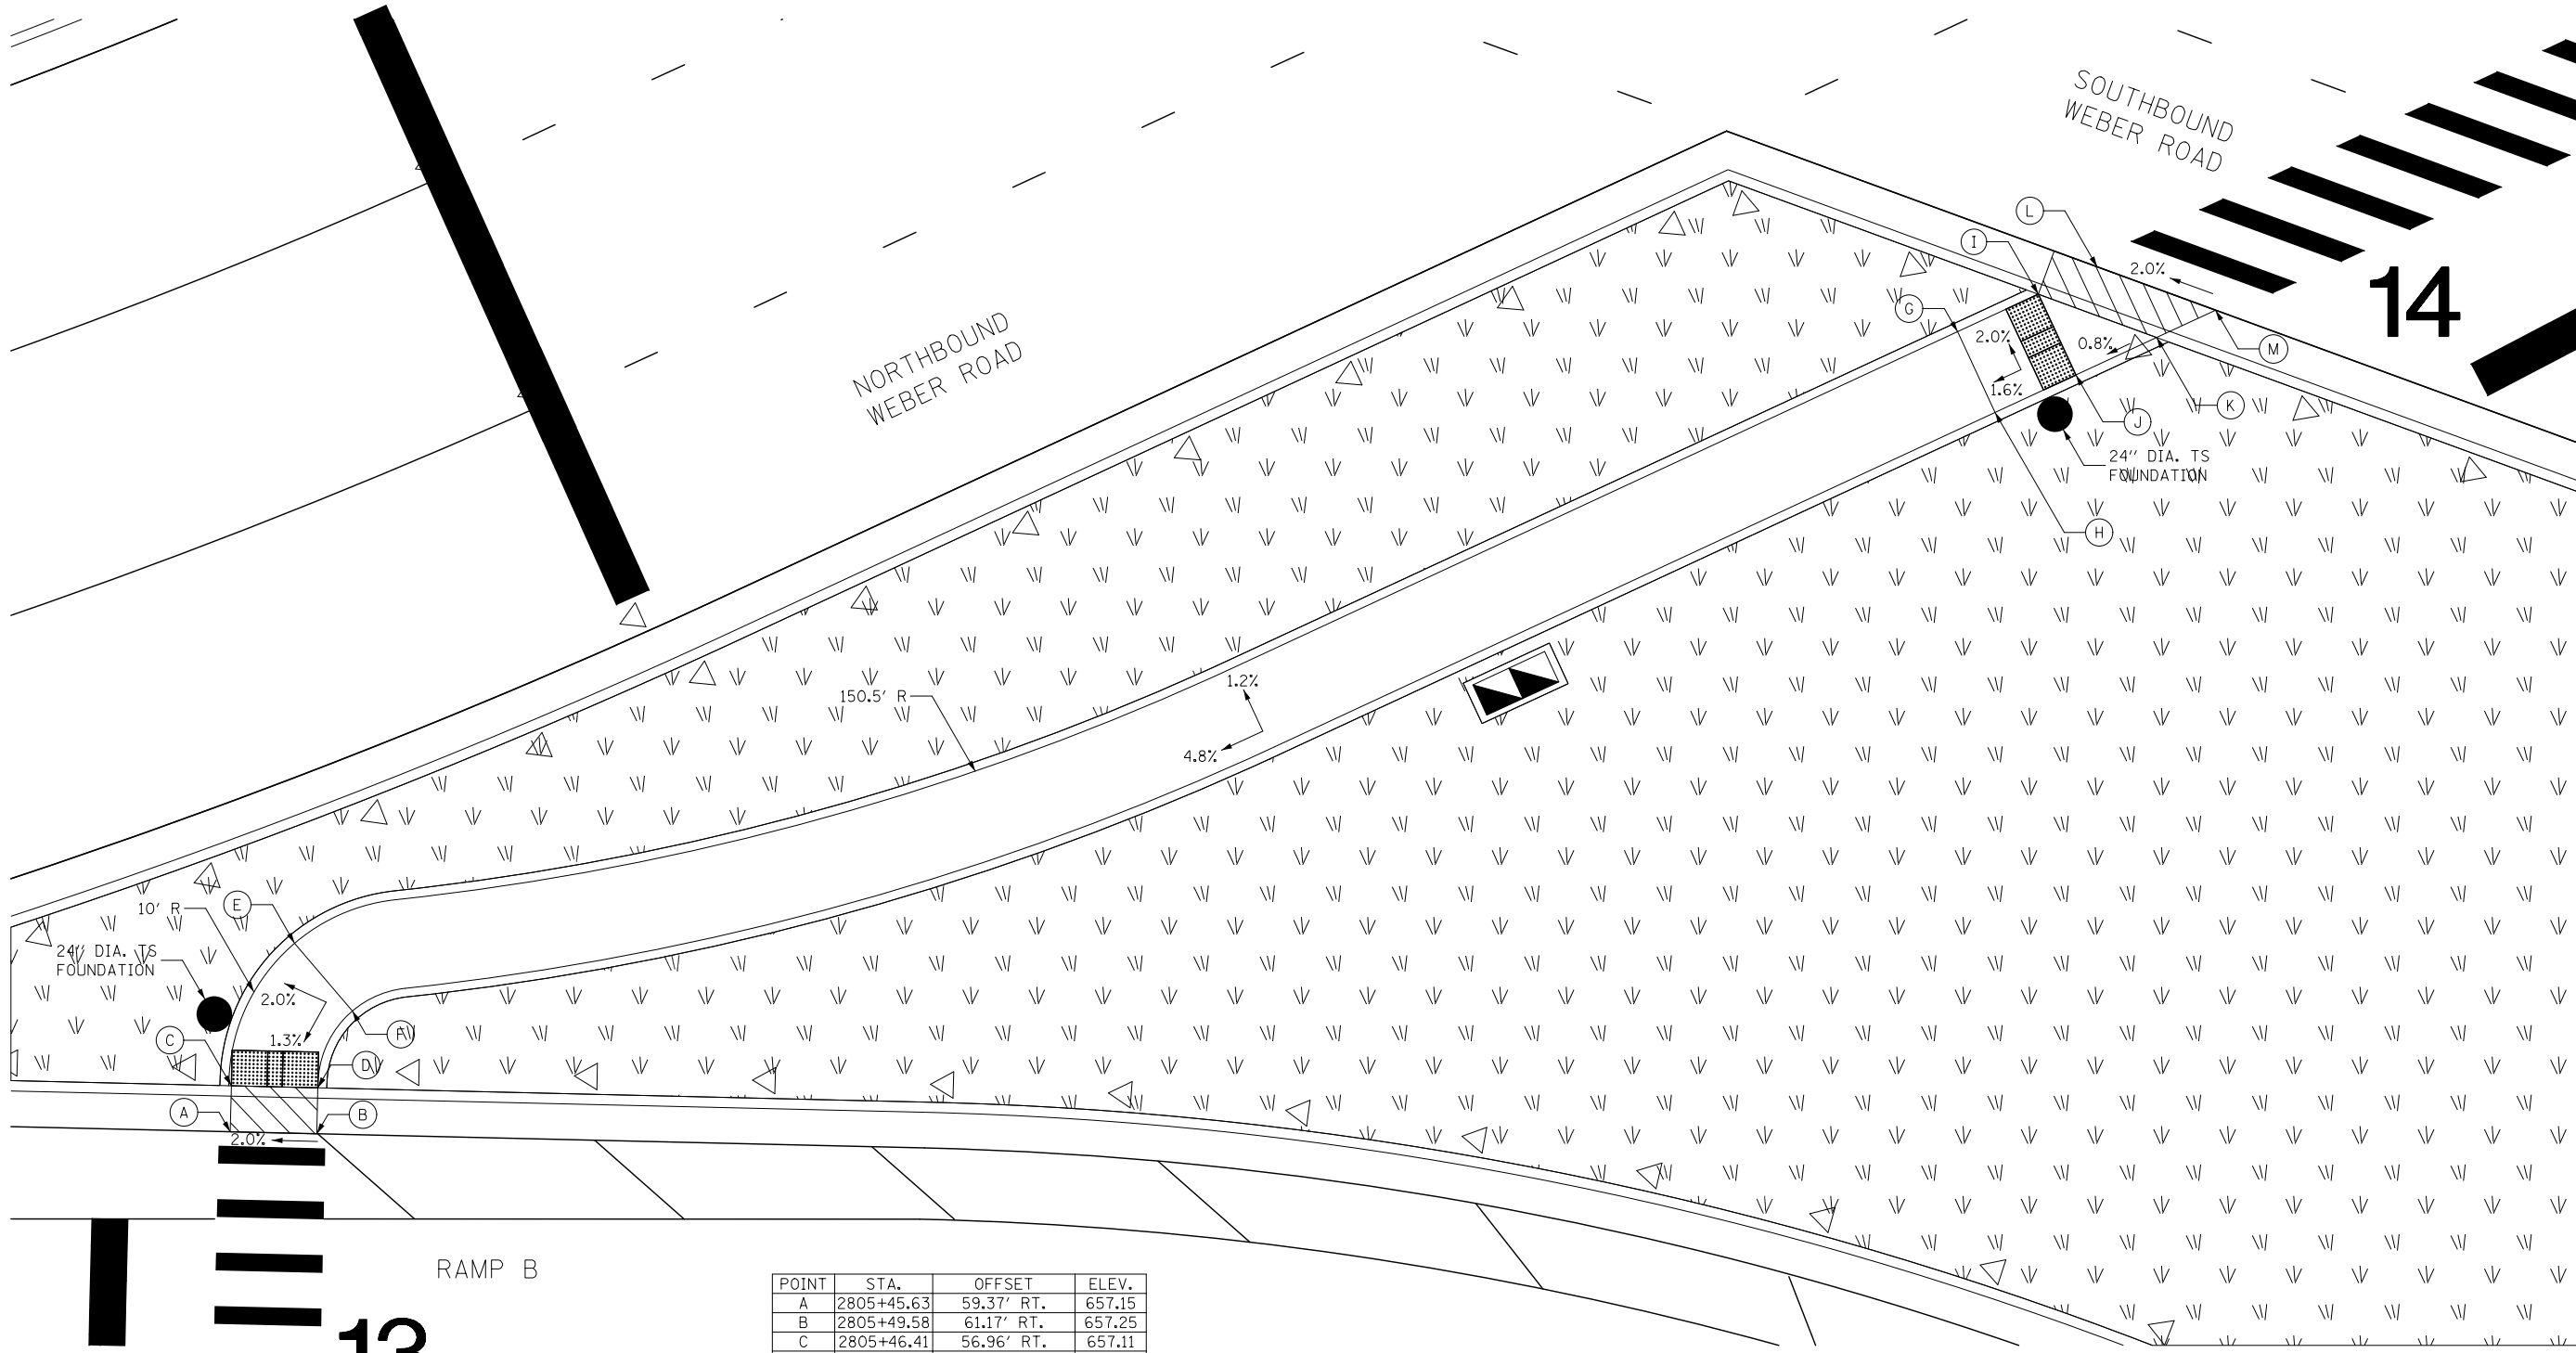 SOUTHBOUND
WEBER ROAD
L
I
2.0%
14
G
2.0%
0.8%
M
1.6%
K
J
NORTHBOUND
WEBER ROAD
24" DIA. TS
FOUNDATION
H
150.5' R
1.2%
4.8%
10' R
E
24" DIA. TS
FOUNDATION
2.0%
F
C
1.3%
D
A
B
2.0%
RAMP B
POINT STA. OFFSET ELEV.
A 2805+45.63 59.37' RT. 657.15
B 2805+49.58 61.17' RT. 657.25
C 2805+46.41 56.96' RT. 657.11